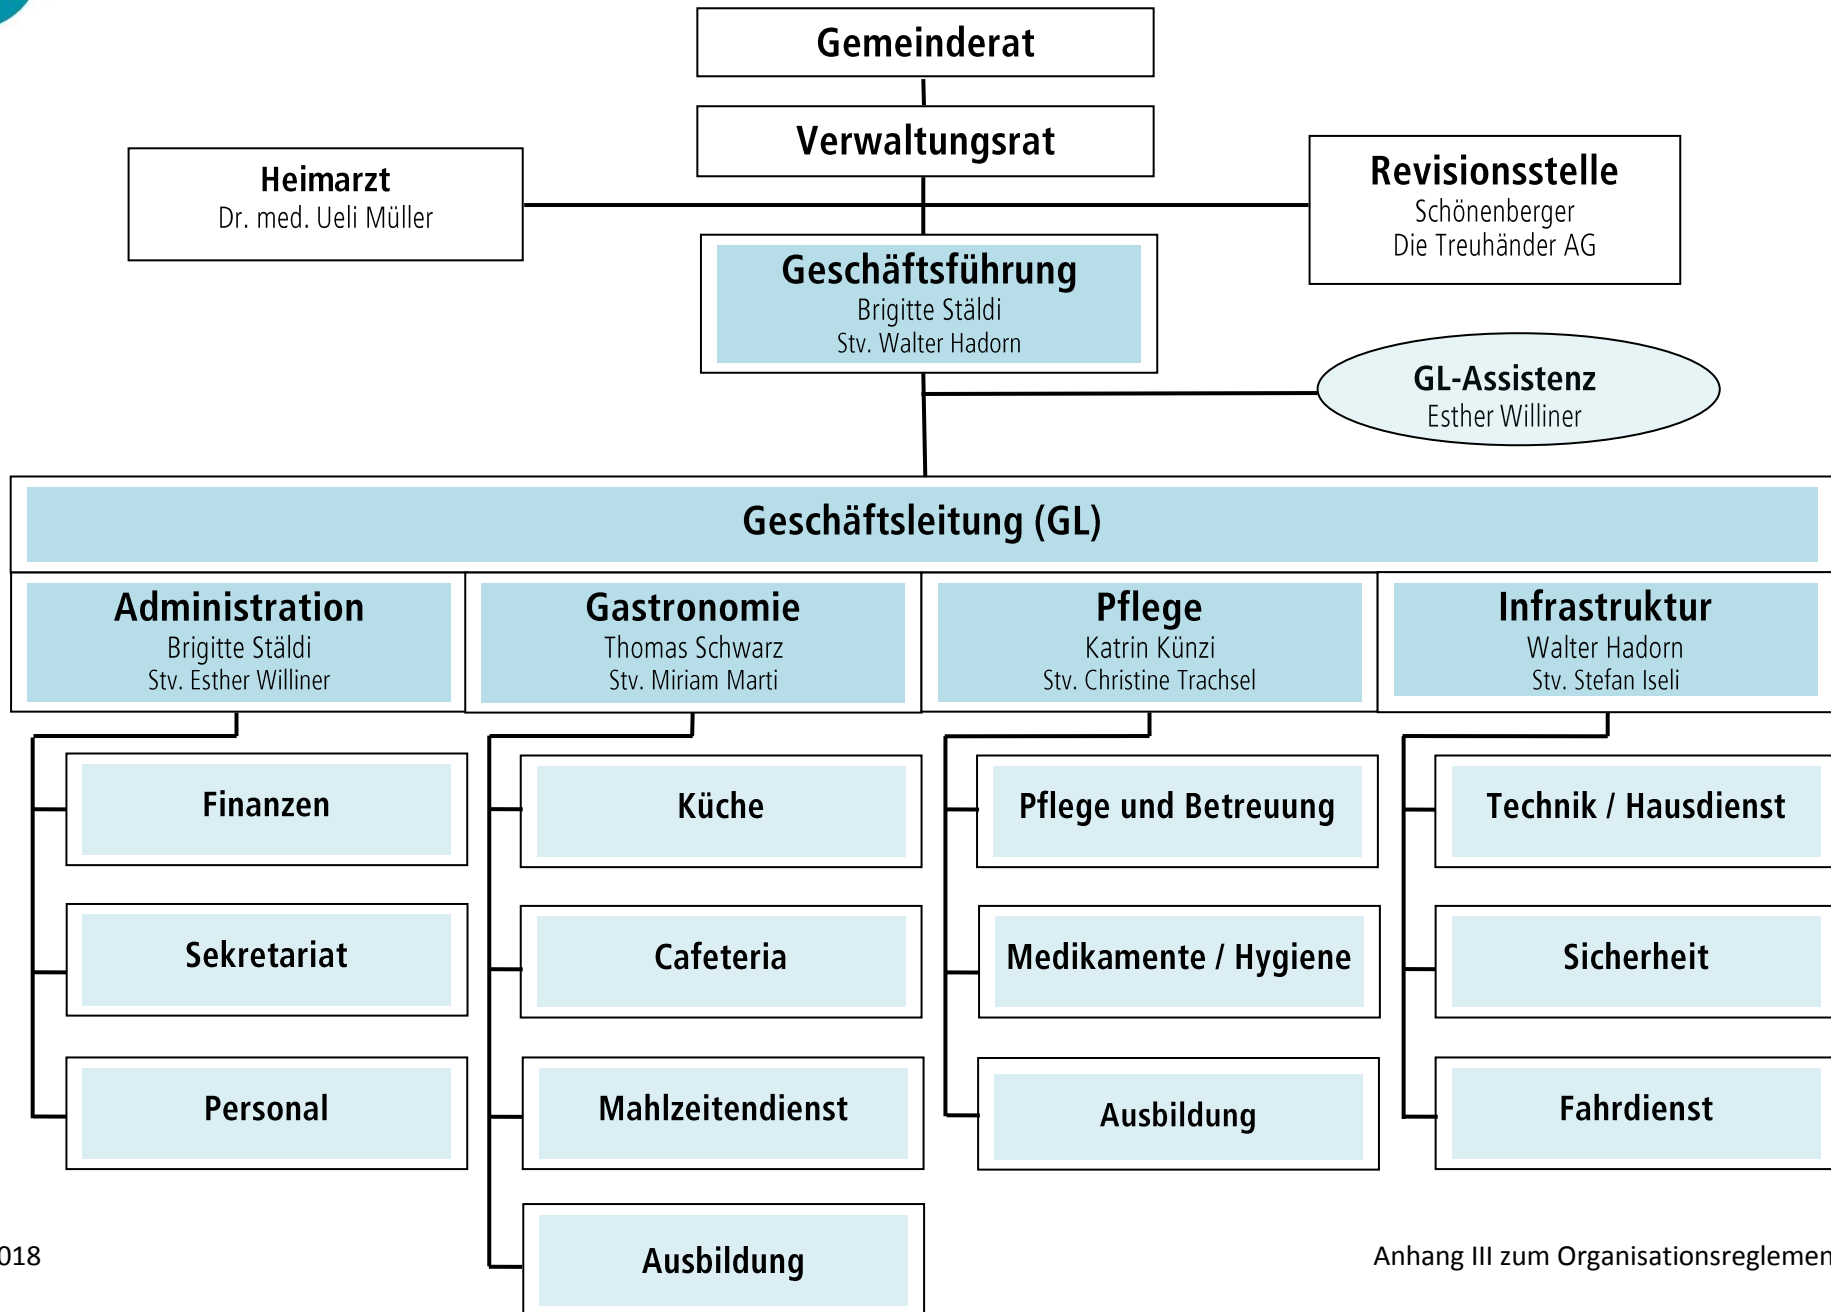 Gemeinderat
Verwaltungsrat
Heimarzt
Dr. med. Ueli Müller
Revisionsstelle
Schönenberger
Die Treuhänder AG
Geschäftsführung
Brigitte Stäldi
Stv. Walter Hadorn
GL-Assistenz
Esther Williner
Geschäftsleitung (GL)
Administration
Brigitte Stäldi
Stv. Esther Williner
Gastronomie
Thomas Schwarz
Stv. Miriam Marti
Pflege
Katrin Künzi
Stv. Christine Trachsel
Infrastruktur
Walter Hadorn
Stv. Stefan Iseli
Finanzen
Küche
Pflege und Betreuung
Technik / Hausdienst
Sekretariat
Cafeteria
Medikamente / Hygiene
Sicherheit
Personal
Mahlzeitendienst
Ausbildung
Fahrdienst
Ausbildung
018
Anhang III zum Organisationsreglemen